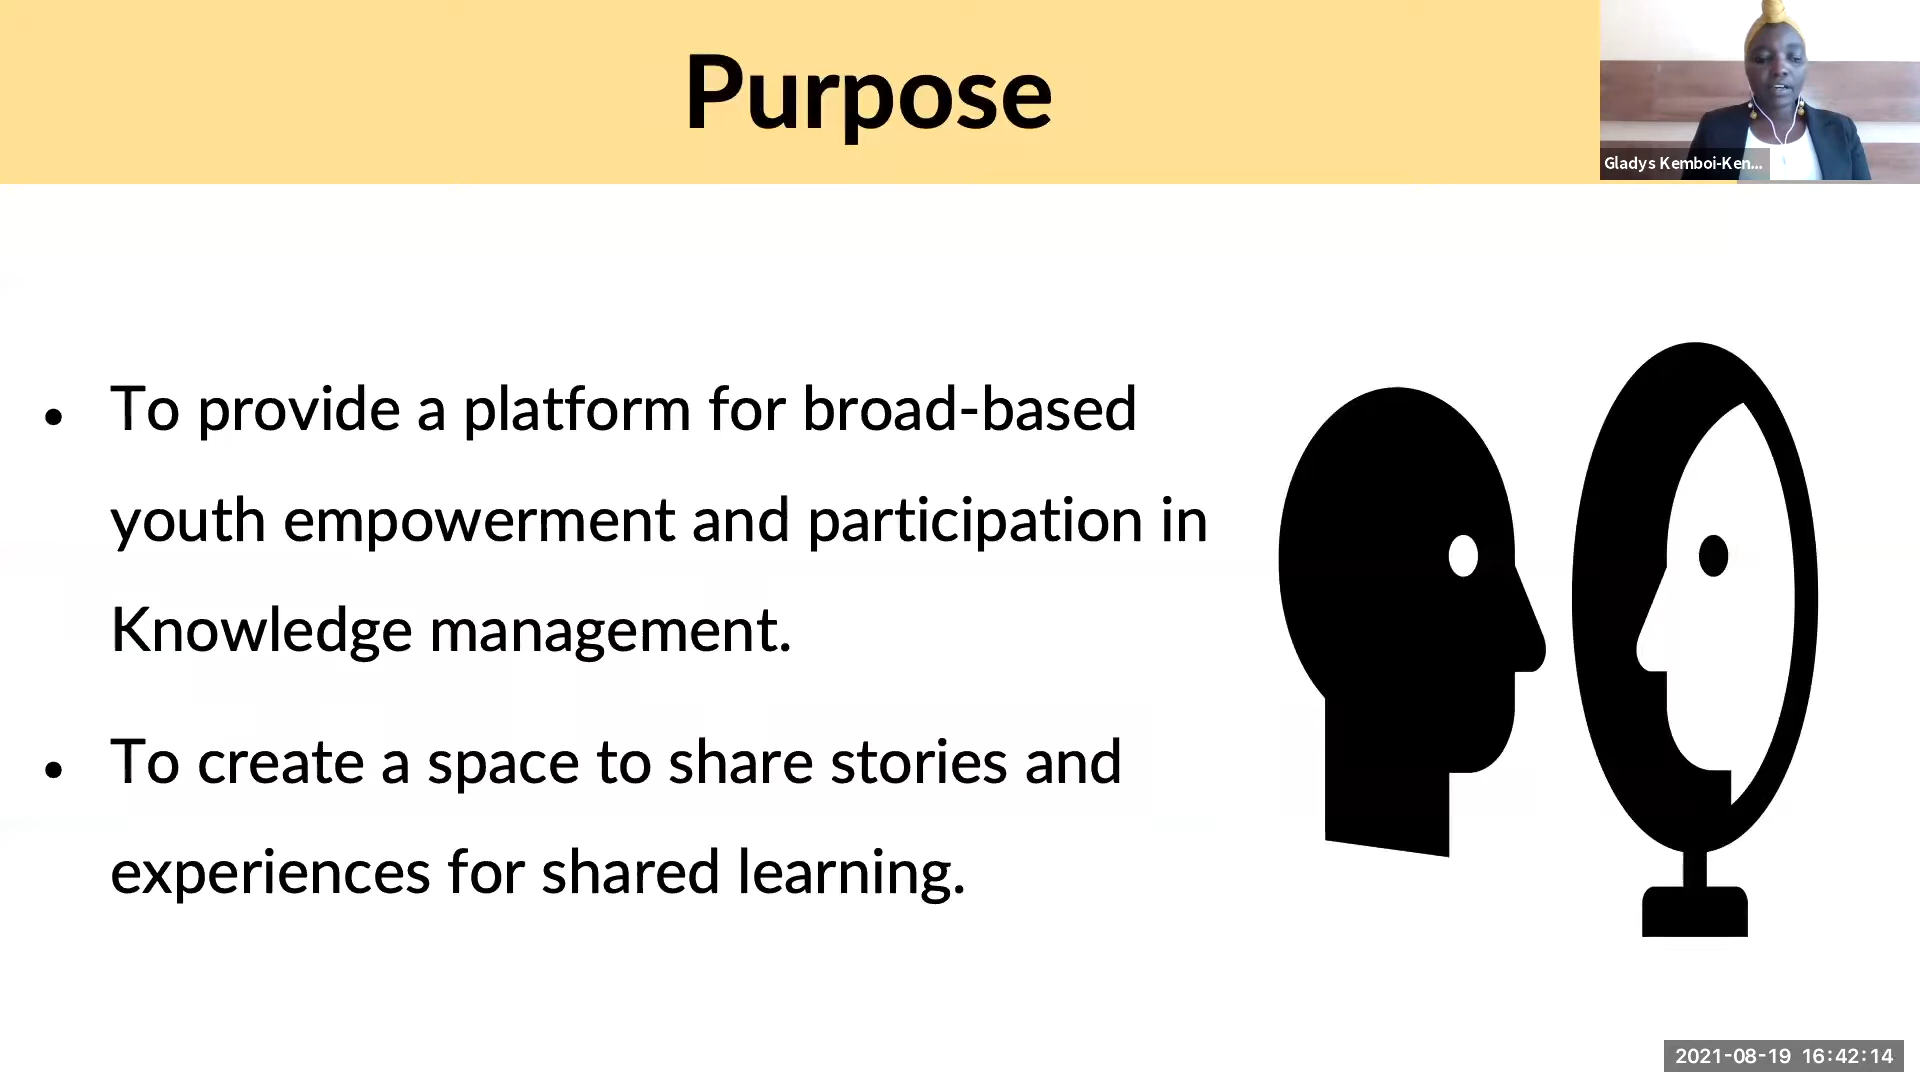 Purpose
Gladys Kemboi-Ken...
• To provide a platform for broad-based
youth empowerment and participation in
Knowledge management.
• To create a space to share stories and
experiences for shared learning.
2021-08-19 16:42:14